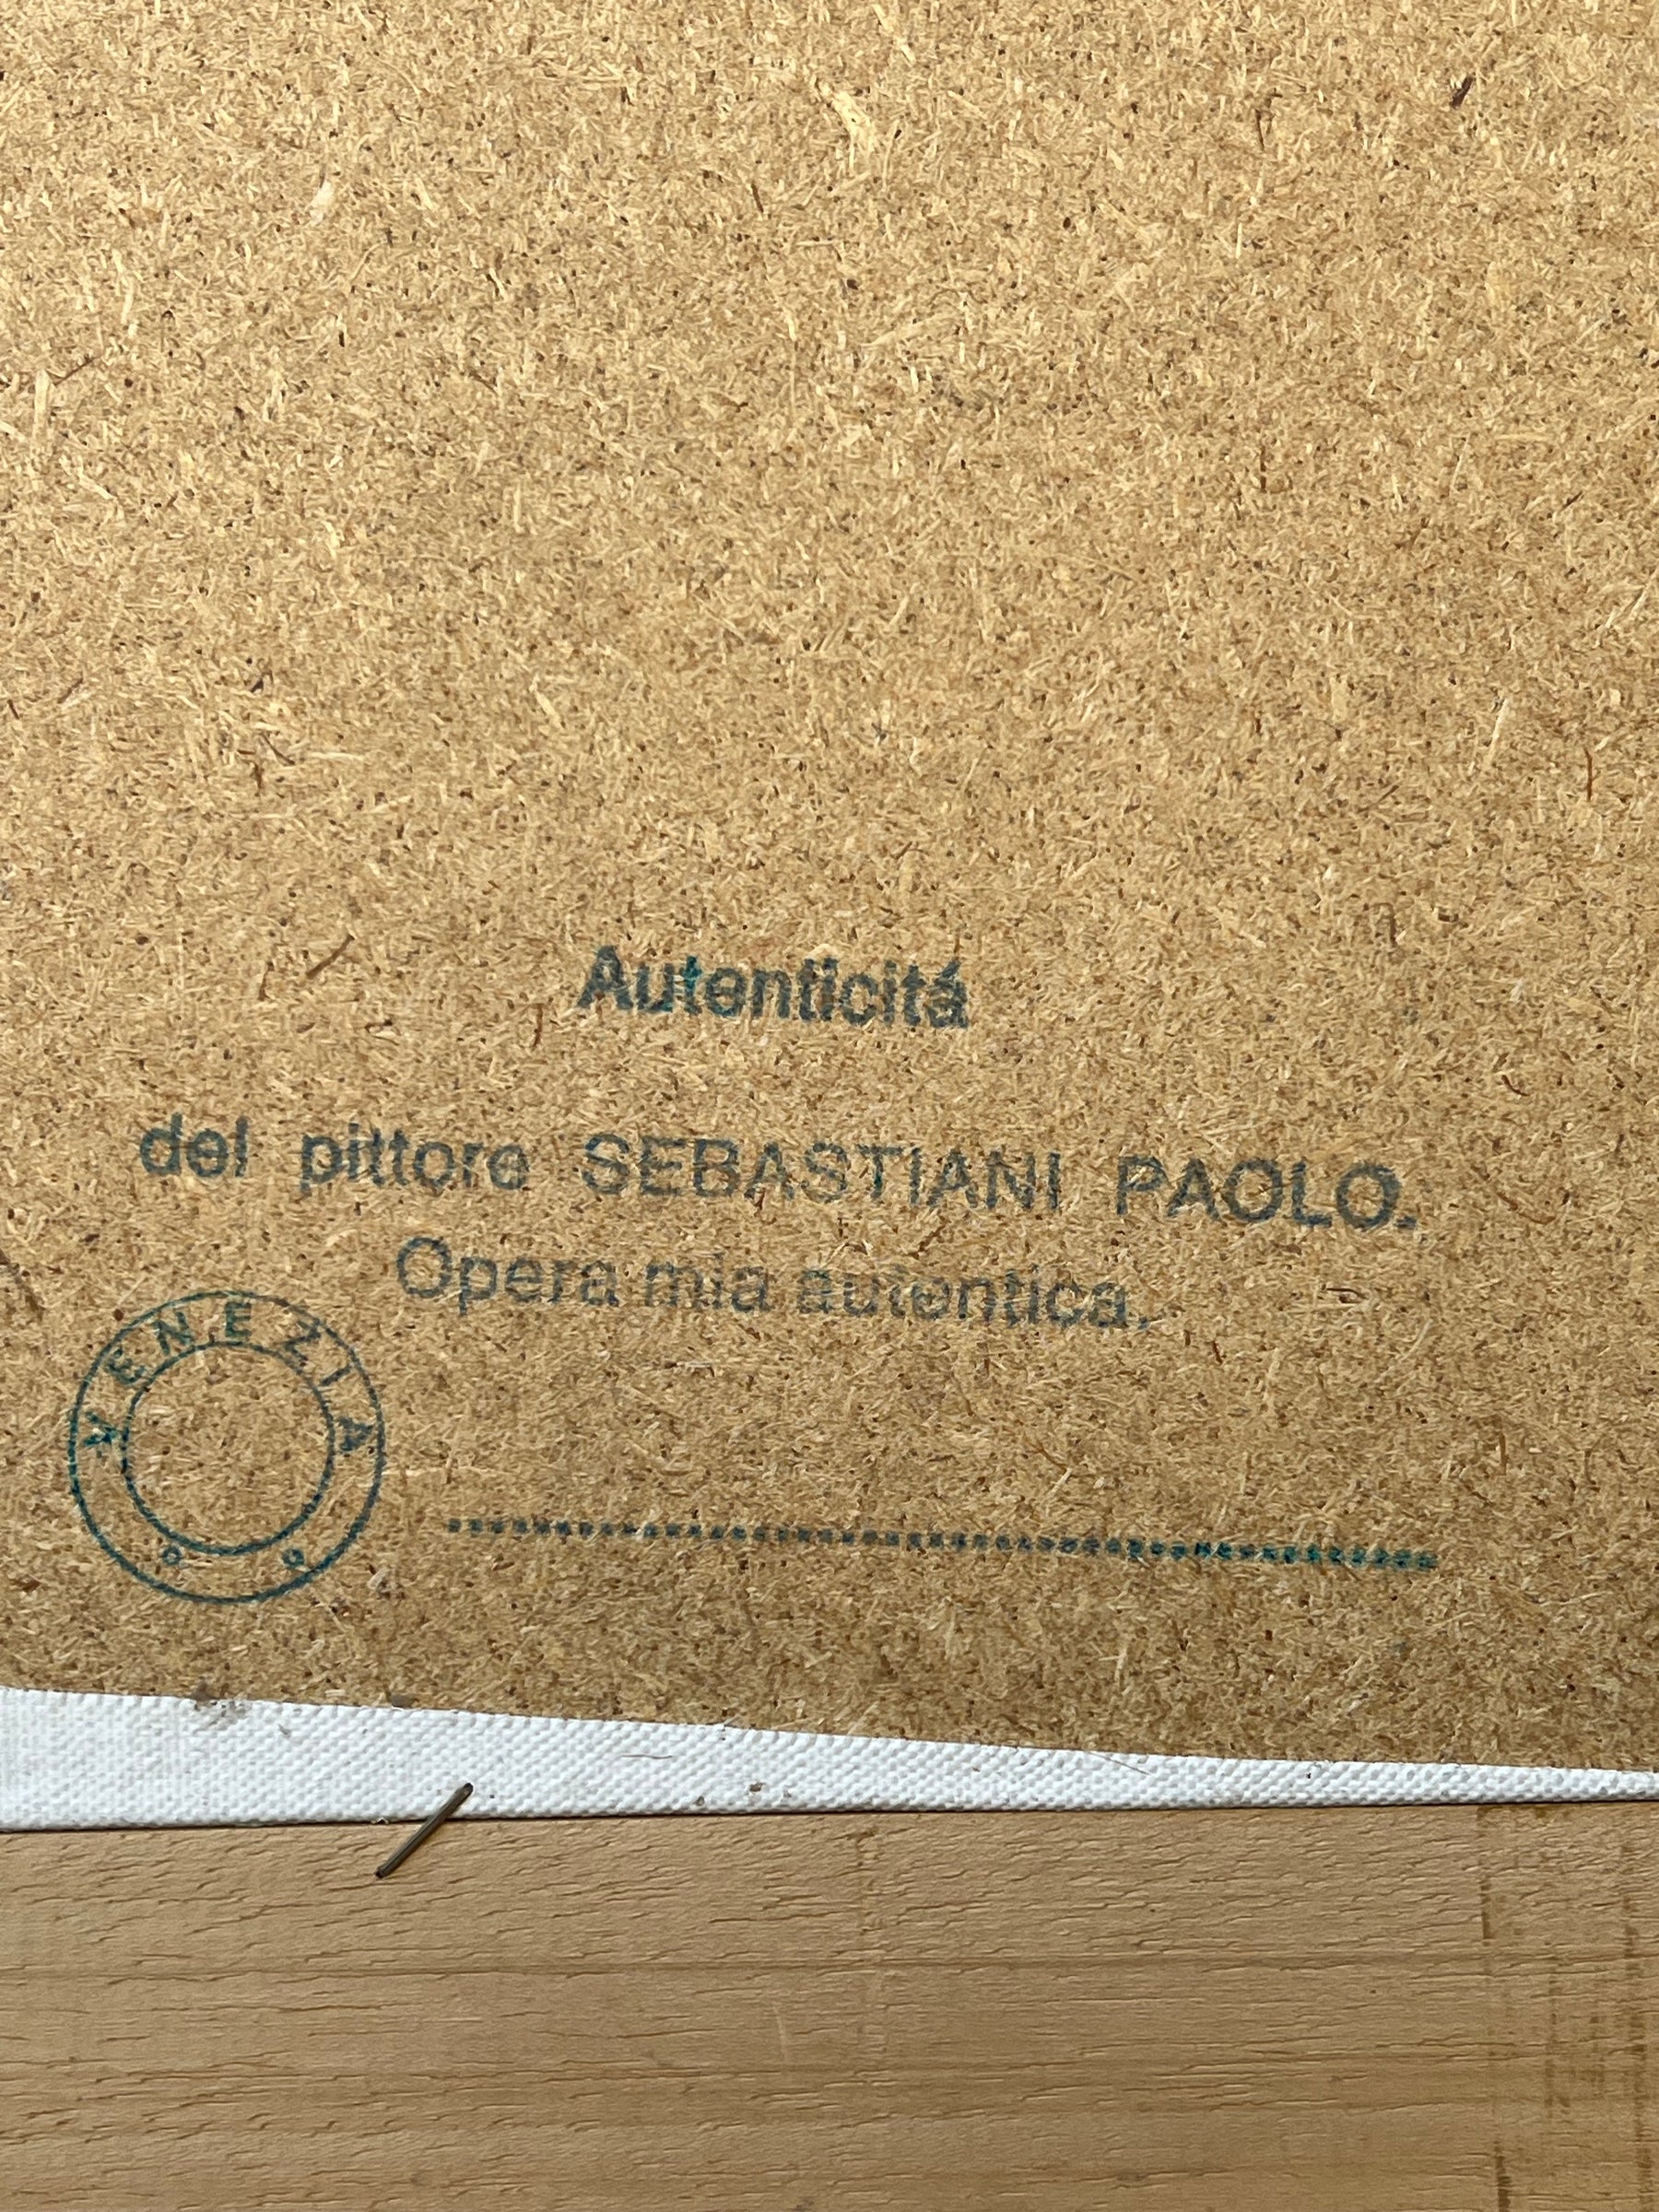 Autenticitá
del pittore SEBASTIANI PAOLO.
Opera mia autentica.
VENEZIA